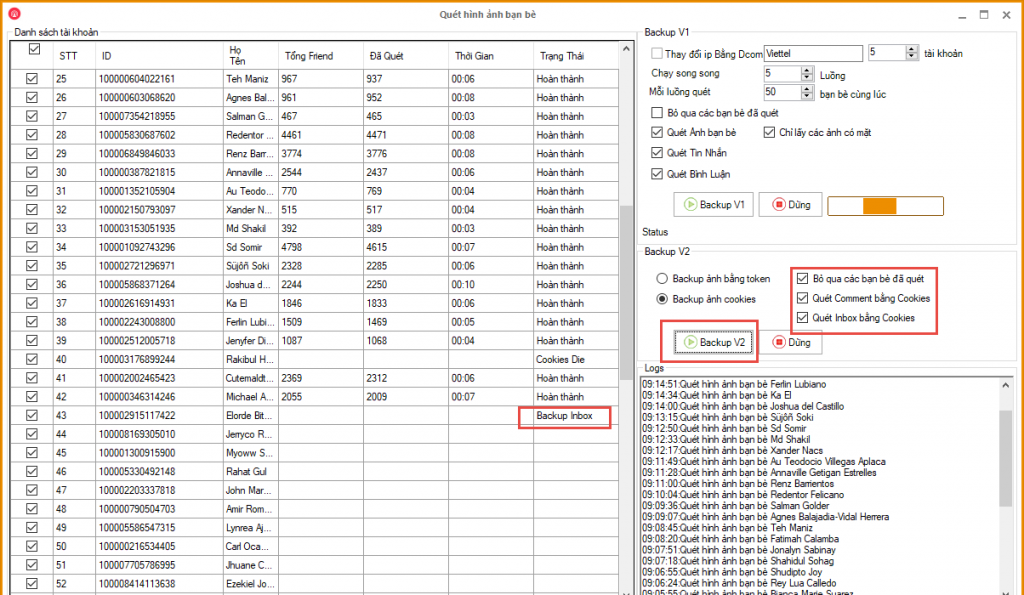 Quét hình ảnh bạn bè
Danh sách tài khoản
STT ID Họ Tên Tổng Friend Đã Quét Thời Gian Trạng Thái
25 100000604022161 Teh Maniz 967 937 00:06 Hoàn thành
26 100000603068620 Agnes Bal... 961 952 00:08 Hoàn thành
27 100007354218955 Salman G... 467 465 00:03 Hoàn thành
28 100005830687602 Redentor ... 4461 4471 00:08 Hoàn thành
29 100006849846033 Renz Barr... 3774 3776 00:08 Hoàn thành
30 100000387821815 Annaville ... 2544 2437 00:06 Hoàn thành
31 100001352105904 Au Teodo... 770 769 00:04 Hoàn thành
32 100002150793097 Xander N... 515 517 00:04 Hoàn thành
33 100003153051935 Md Shakil 392 389 00:03 Hoàn thành
34 100001092743296 Sd Somir 4798 4615 00:07 Hoàn thành
35 100002721296971 Süjôñ Soki 2328 2285 00:06 Hoàn thành
36 100005868371264 Joshua d... 2244 2250 00:10 Hoàn thành
37 100002616914931 Ka El 1846 1833 00:06 Hoàn thành
38 100002243008800 Ferlin Lubi... 1509 1469 00:05 Hoàn thành
39 100002512005718 Jenyfer Di... 1087 1068 00:04 Hoàn thành
40 100003176899244 Rakibul H... Cookies Die
41 100002002465423 Cutemaldt... 2369 2312 00:06 Hoàn thành
42 100000346314246 Michael A... 2055 2009 00:07 Hoàn thành
43 100002915117422 Elorde Bit... Backup Inbox
44 100008169305010 Jerryco R...
45 100001300915900 Myoww S...
46 100005330492148 Rahat Gul
47 100002203337818 John Mar...
48 100000790504703 Amir Rom...
49 100005586547315 Lynrea Aj...
50 100000216534405 Carl Oca...
51 100007705786995 Jhuane C...
52 100008414113638 Ezekiel Jo...
Backup V1
Thay đổi ip Bằng Dcom Viettel 5 tài khoản
Chạy song song 5 Luồng
Mỗi luồng quét 50 bạn bè cùng lúc
Bỏ qua các bạn bè đã quét
Quét Ảnh bạn bè Chỉ lấy các ảnh có mặt
Quét Tin Nhắn
Quét Bình Luận
Backup V1 Dừng
Status
Backup V2
Backup ảnh bằng token Bỏ qua các bạn bè đã quét
Backup ảnh cookies Quét Comment bằng Cookies
Quét Inbox bằng Cookies
Backup V2 Dừng
Logs
09:14:51:Quét hình ảnh bạn bè Ferlin Lubiano
09:14:34:Quét hình ảnh bạn bè Ka El
09:14:00:Quét hình ảnh bạn bè Joshua del Castillo
09:13:15:Quét hình ảnh bạn bè Süjôñ Soki
09:12:50:Quét hình ảnh bạn bè Sd Somir
09:12:33:Quét hình ảnh bạn bè Md Shakil
09:12:17:Quét hình ảnh bạn bè Xander Nacs
09:11:49:Quét hình ảnh bạn bè Au Teodocio Villegas Aplaca
09:11:28:Quét hình ảnh bạn bè Annaville Getigan Estrelles
09:11:00:Quét hình ảnh bạn bè Renz Barrientos
09:10:04:Quét hình ảnh bạn bè Redentor Felicano
09:09:36:Quét hình ảnh bạn bè Salman Golder
09:09:07:Quét hình ảnh bạn bè Agnes Balajadia-Vidal Herrera
09:08:45:Quét hình ảnh bạn bè Teh Maniz
09:08:20:Quét hình ảnh bạn bè Fatimah Calamba
09:07:51:Quét hình ảnh bạn bè Jonalyn Sabinay
09:07:18:Quét hình ảnh bạn bè Shahidul Sohag
09:06:55:Quét hình ảnh bạn bè Shudipto Joy
09:06:24:Quét hình ảnh bạn bè Rey Lua Calledo
09:05:55:Quét hình ảnh bạn bè Bianca Marie Suarez